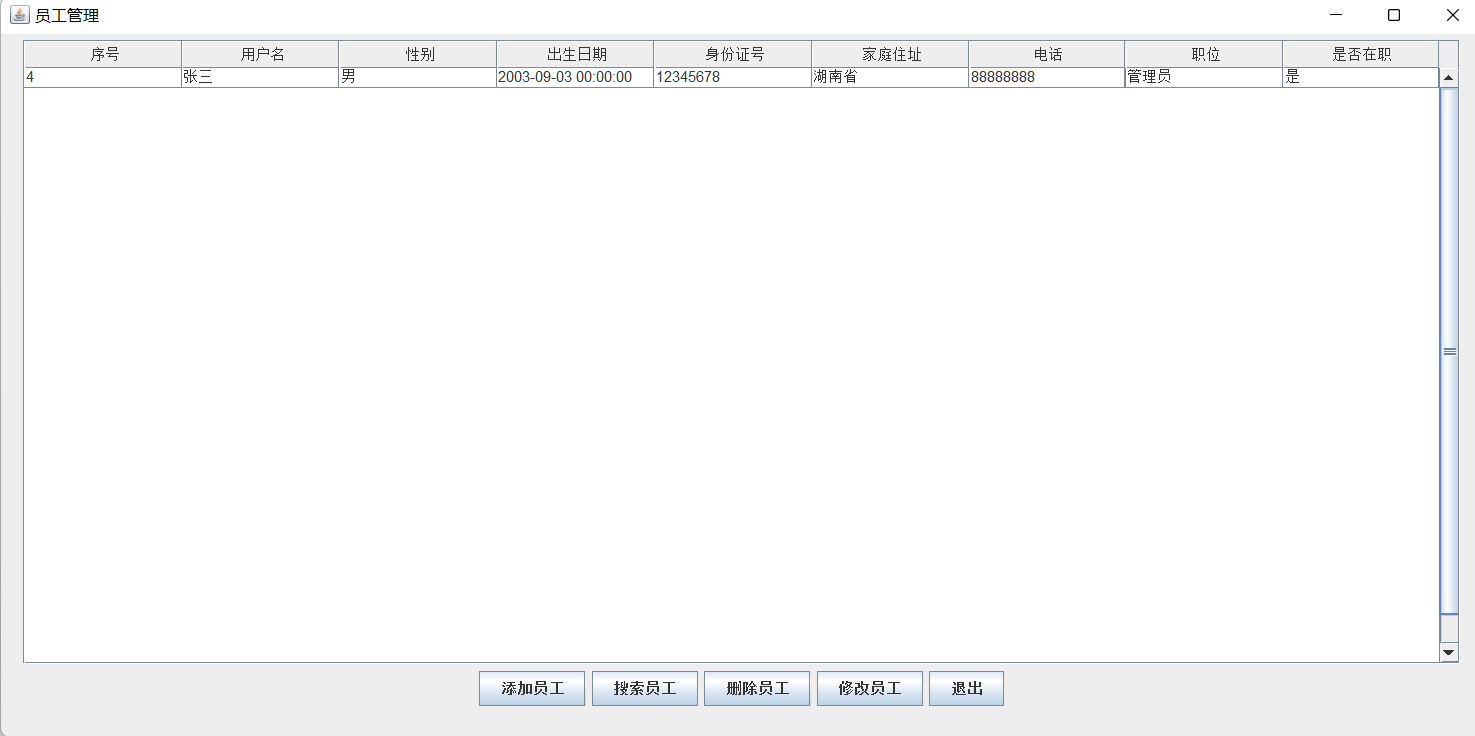 员工管理
序号 用户名 性别 出生日期 身份证号 家庭住址 电话 职位 是否在职
4 张三 男 2003-09-03 00:00:00 12345678 湖南省 88888888 管理员 是
添加员工 搜索员工 删除员工 修改员工 退出